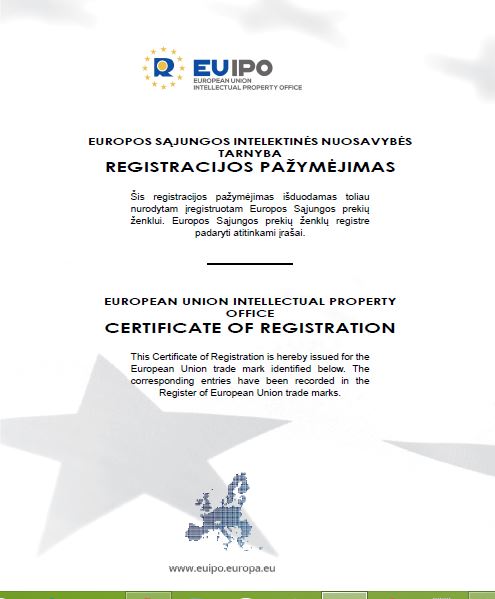 EUIPO
EUROPEAN UNION
INTELLECTUAL PROPERTY OFFICE
EUROPOS SĄJUNGOS INTELEKTINĖS NUOSAVYBĖS
TARNYBA
REGISTRACIJOS PAŽYMĖJIMAS
Šis registracijos pažymėjimas išduodamas toliau
nurodytam įregistruotam Europos Sąjungos prekių
ženklui. Europos Sąjungos prekių ženklų registre
padaryti atitinkami įrašai.
EUROPEAN UNION INTELLECTUAL PROPERTY
OFFICE
CERTIFICATE OF REGISTRATION
This Certificate of Registration is hereby issued for the
European Union trade mark identified below. The
corresponding entries have been recorded in the
Register of European Union trade marks.
www.euipo.europa.eu